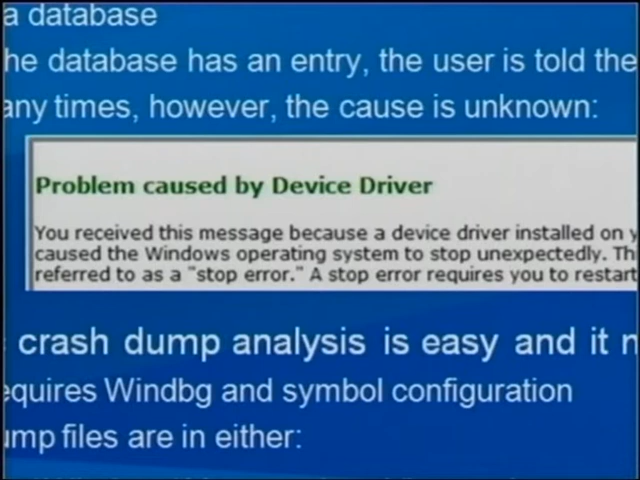 a database
he database has an entry, the user is told the
any times, however, the cause is unknown:
Problem caused by Device Driver
You received this message because a device driver installed on y
caused the Windows operating system to stop unexpectedly. Th
referred to as a "stop error." A stop error requires you to restart
crash dump analysis is easy and it n
equires Windbg and symbol configuration
ump files are in either: